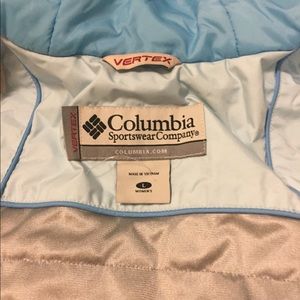 VERTEX
VERTEX
Columbia
Sportswear Company®
COLUMBIA.COM
MADE IN VIETNAM
L
WOMEN'S